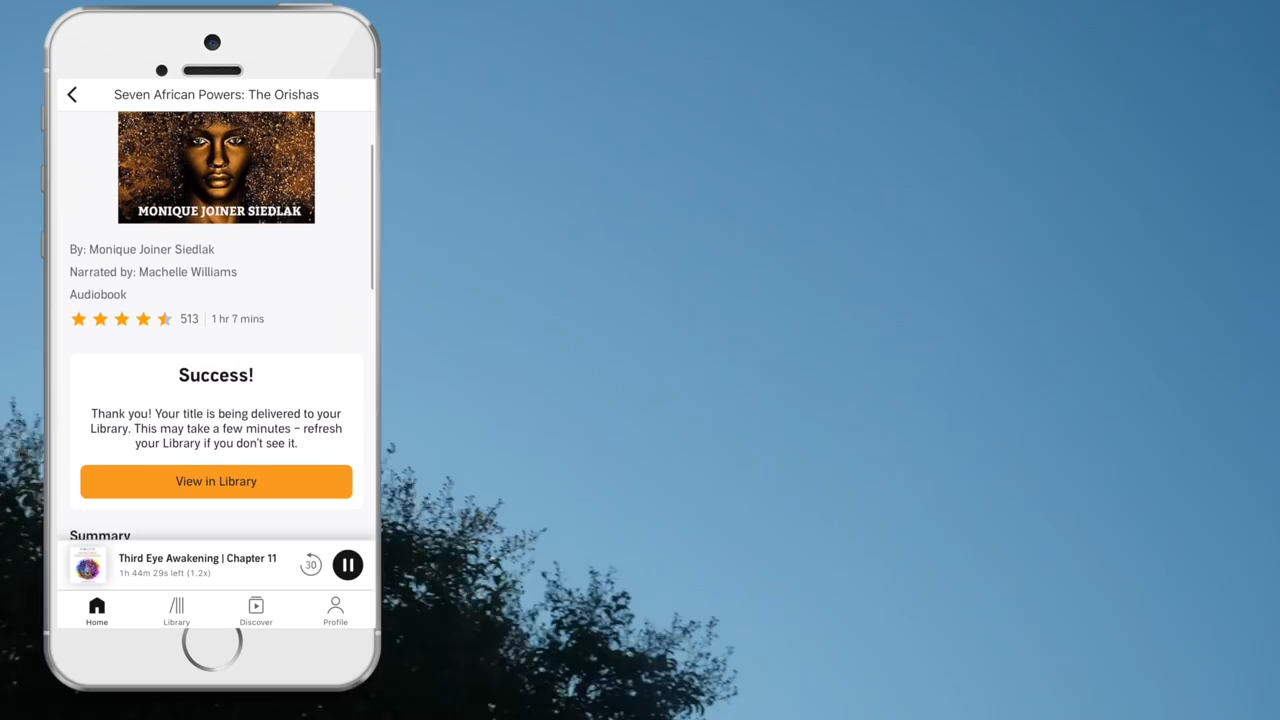 Seven African Powers: The Orishas
MONIQUE JOINER SIEDLAK
By: Monique Joiner Siedlak
Narrated by: Machelle Williams
Audiobook
513 1 hr 7 mins
Success!
Thank you! Your title is being delivered to your
Library. This may take a few minutes – refresh
your Library if you don't see it.
View in Library
Summary
Third Eye Awakening | Chapter 11
1h 44m 29s left (1.2x)
30
Home Library Discover Profile